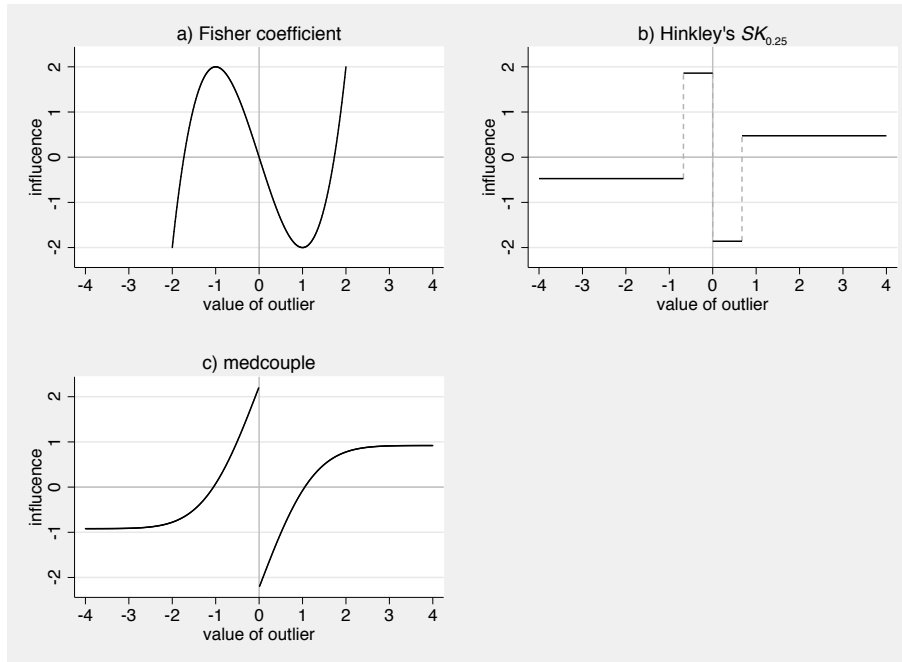 a) Fisher coefficient
2
1
0
-1
-2
influcence
-4 -3 -2 -1 0 1 2 3 4
value of outlier
b) Hinkley's SK0.25
2
1
0
-1
-2
influcence
-4 -3 -2 -1 0 1 2 3 4
value of outlier
c) medcouple
2
1
0
-1
-2
influcence
-4 -3 -2 -1 0 1 2 3 4
value of outlier